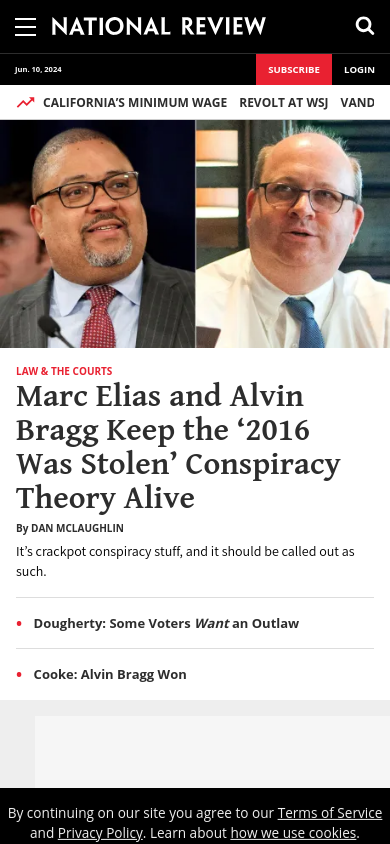 NATIONAL REVIEW
Jun. 10, 2024
SUBSCRIBE
LOGIN
CALIFORNIA'S MINIMUM WAGE REVOLT AT WSJ VAND
LAW & THE COURTS
Marc Elias and Alvin
Bragg Keep the ‘2016
Was Stolen’ Conspiracy
Theory Alive
By DAN MCLAUGHLIN
It’s crackpot conspiracy stuff, and it should be called out as
such.
Dougherty: Some Voters Want an Outlaw
Cooke: Alvin Bragg Won
By continuing on our site you agree to our Terms of Service
and Privacy Policy. Learn about how we use cookies.